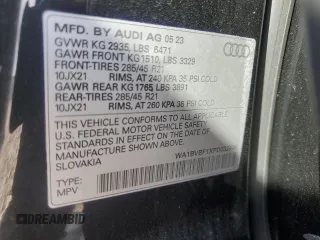 MFD. BY AUDI AG 05 23
GVWR KG 2935, LBS 6471
GAWR FRONT KG 1510, LBS 3329
FRONT-TIRES 285/45 R21
10JX21 RIMS, AT 240 KPA 35 PSI COLD
GAWR REAR KG 1765 LBS 3891
REAR-TIRES 285/45 R21
10JX21 RIMS, AT 260 KPA 38 PSI COLD
THIS VEHICLE CONFORMS TO ALL APPLICABLE
FEDERAL MOTOR VEHICLE SAFETY STANDARDS
IN EFFECT ON THE DATE OF MANUFACTURE
SHOWN ABOVE
SLOVAKIA
TYPE: MPV
DREAMBID